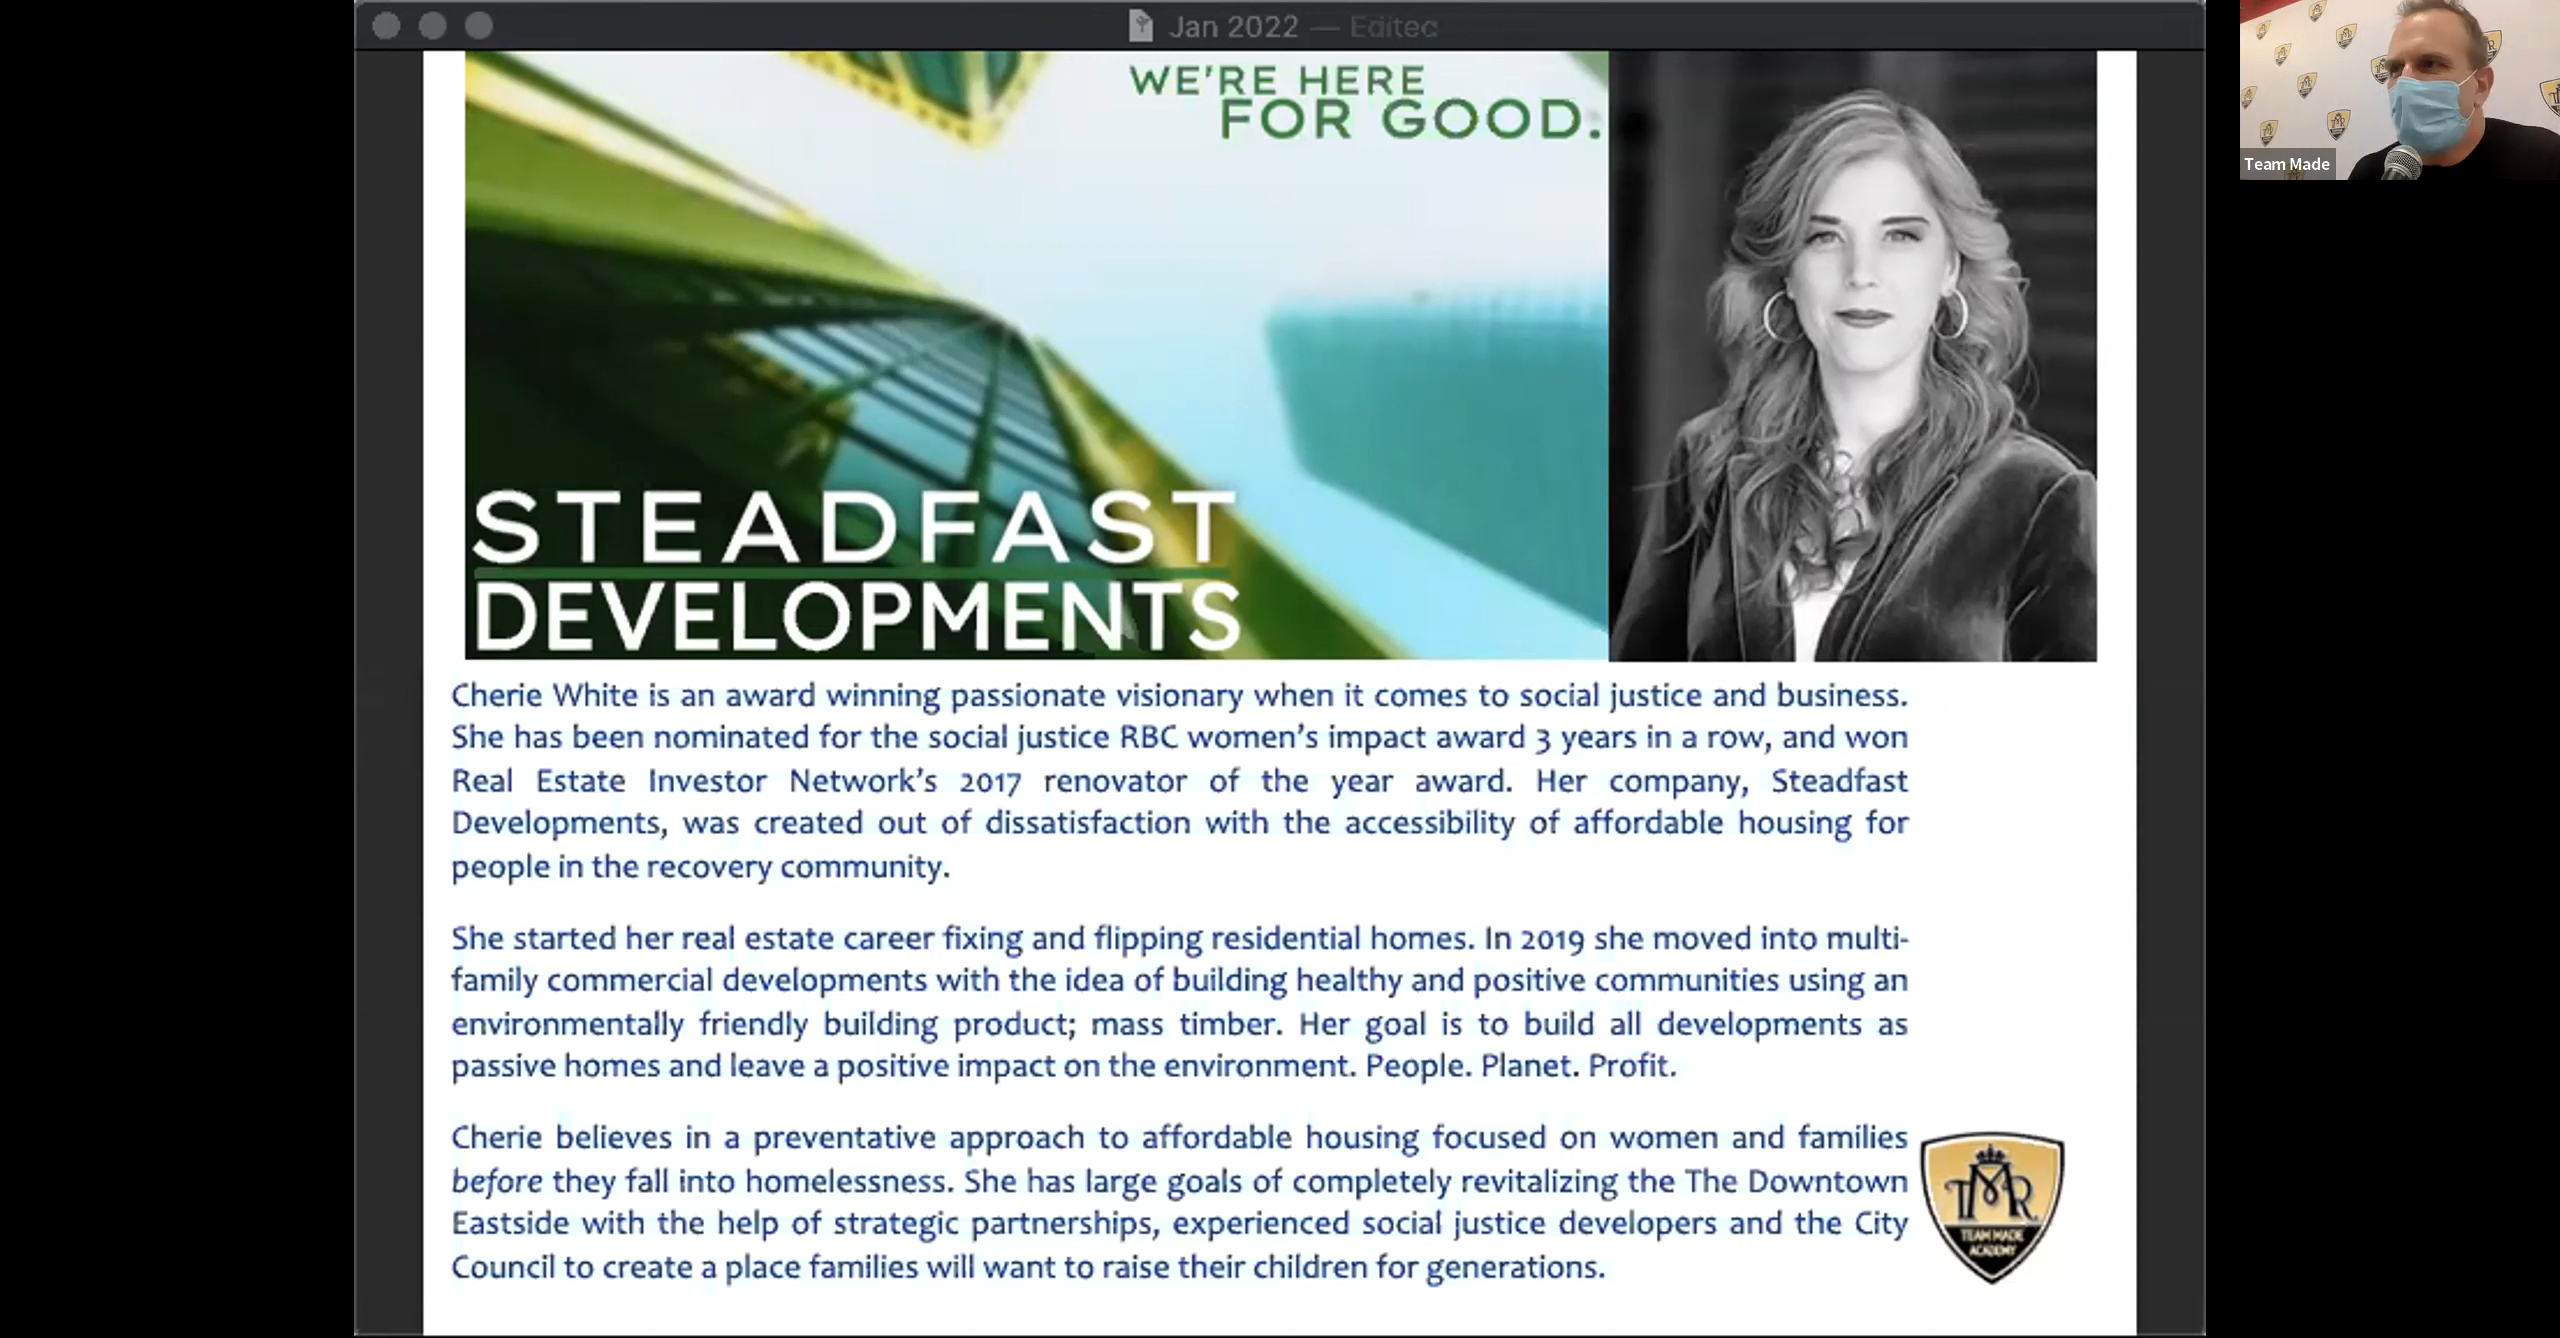 Jan 2022 — Edited
WE'RE HERE
FOR GOOD.
STEADFAST
DEVELOPMENTS
Team Made
Cherie White is an award winning passionate visionary when it comes to social justice and business.
She has been nominated for the social justice RBC women's impact award 3 years in a row, and won
Real Estate Investor Network's 2017 renovator of the year award. Her company, Steadfast
Developments, was created out of dissatisfaction with the accessibility of affordable housing for
people in the recovery community.
She started her real estate career fixing and flipping residential homes. In 2019 she moved into multi-
family commercial developments with the idea of building healthy and positive communities using an
environmentally friendly building product; mass timber. Her goal is to build all developments as
passive homes and leave a positive impact on the environment. People. Planet. Profit.
Cherie believes in a preventative approach to affordable housing focused on women and families
before they fall into homelessness. She has large goals of completely revitalizing the The Downtown
Eastside with the help of strategic partnerships, experienced social justice developers and the City
Council to create a place families will want to raise their children for generations.
TMR
TEAM MADE
ACADEMY